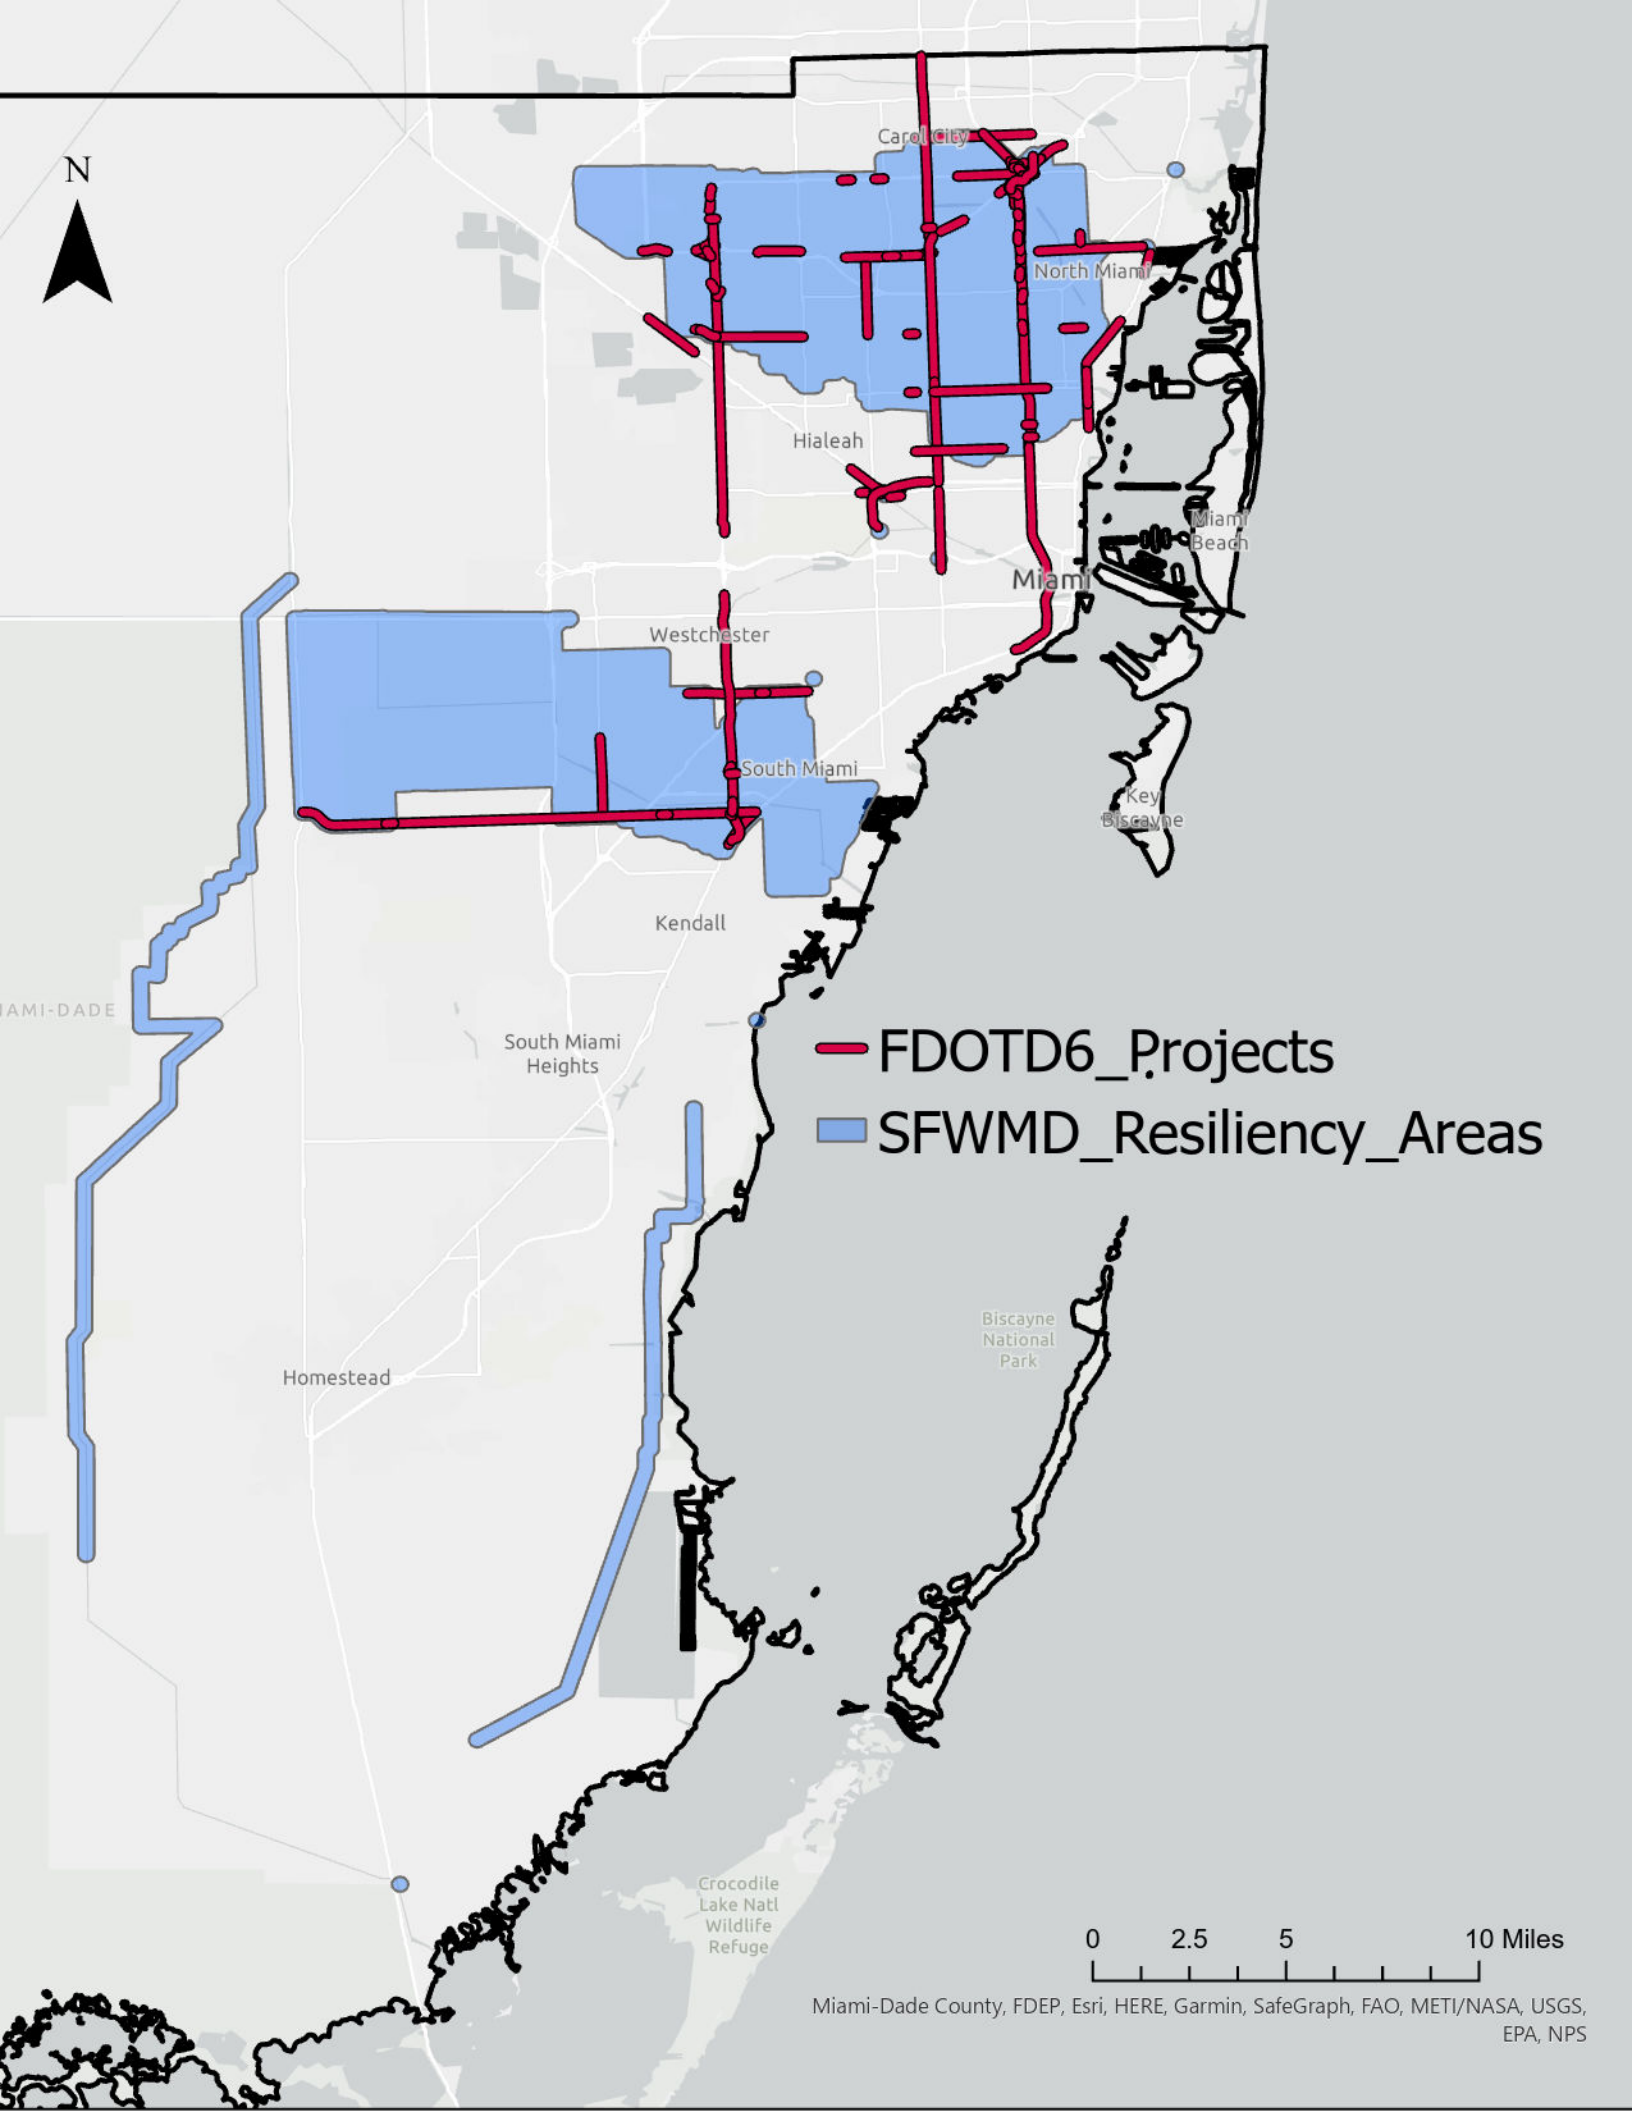 N
Carol City
North Miami
Hialeah
Miami
Beach
Miami
Westchester
South Miami
Key
Biscayne
Kendall
IAMI-DADE
South Miami
Heights
FDOTD6_Projects
SFWMD_Resiliency_Areas
Biscayne
National
Park
Homestead
Crocodile
Lake Natl
Wildlife
Refuge
0 2.5 5 10 Miles
Miami-Dade County, FDEP, Esri, HERE, Garmin, SafeGraph, FAO, METI/NASA, USGS,
EPA, NPS